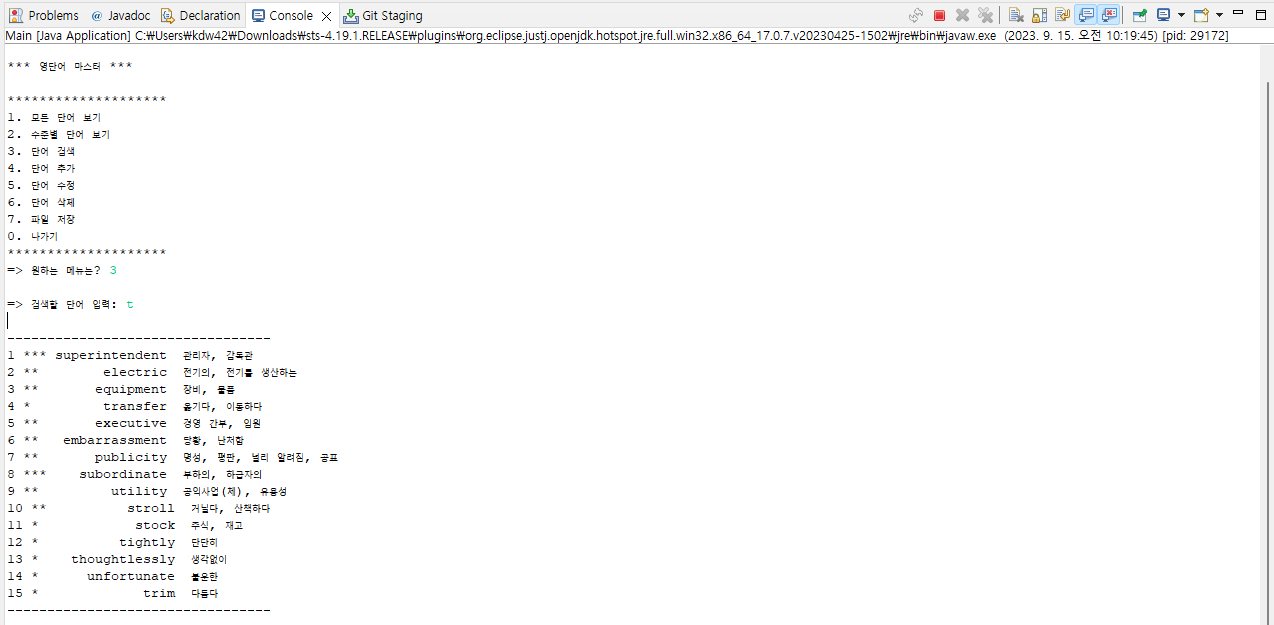 Problems @ Javadoc Declaration Console Git Staging
Main [Java Application] C:₩Users₩kdw42₩Downloads₩sts-4.19.1.RELEASE₩plugins₩org.eclipse.justj.openjdk.hotspot.jre.full.win32.x86_64_17.0.7.v20230425-1502₩jre₩bin₩javaw.exe (2023. 9. 15. 오전 10:19:45) [pid: 29172]
*** 영단어 마스터 ***
********************
1. 모든 단어 보기
2. 수준별 단어 보기
3. 단어 검색
4. 단어 추가
5. 단어 수정
6. 단어 삭제
7. 파일 저장
0. 나가기
********************
=> 원하는 메뉴는? 3
=> 검색할 단어 입력: t
---------------------------------
1 *** superintendent 관리자, 감독관
2 ** electric 전기의, 전기를 생산하는
3 ** equipment 장비, 물품
4 * transfer 옮기다, 이동하다
5 ** executive 경영 간부, 임원
6 ** embarrassment 당황, 난처함
7 ** publicity 명성, 평판, 널리 알려짐, 공표
8 *** subordinate 부하의, 하급자의
9 ** utility 공익사업(체), 유용성
10 ** stroll 거닐다, 산책하다
11 * stock 주식, 재고
12 * tightly 단단히
13 * thoughtlessly 생각없이
14 * unfortunate 불운한
15 * trim 다듬다
---------------------------------